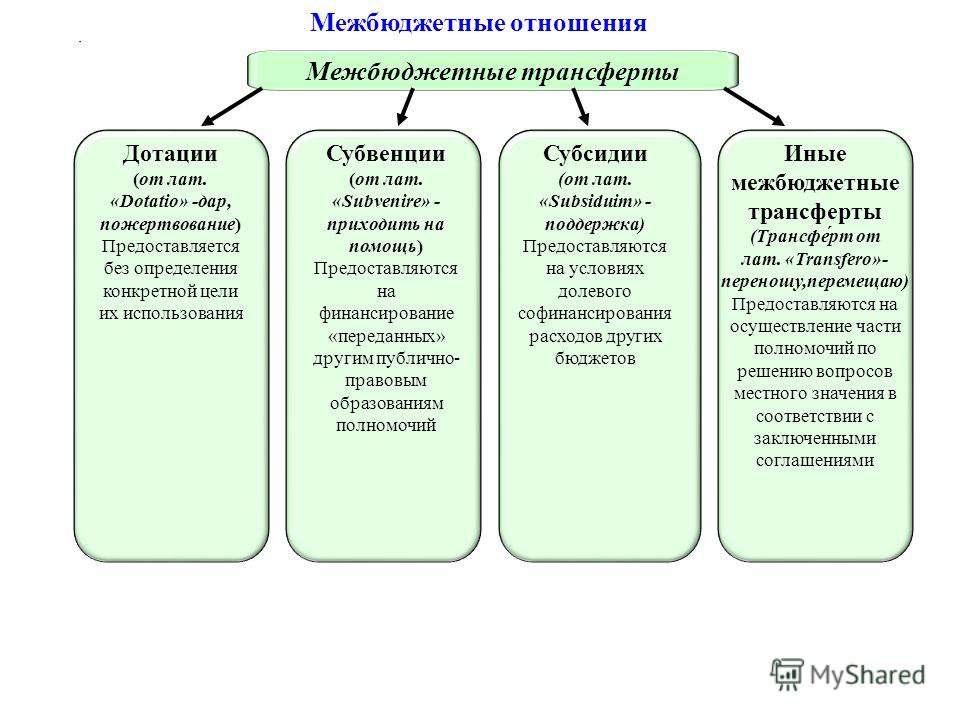 Межбюджетные отношения
.
Межбюджетные трансферты
Дотации
(от лат.
«Dotatio» -дар,
пожертвование)
Предоставляется
без определения
конкретной цели
их использования
Субвенции
(от лат.
«Subvenire» -
приходить на
помощь)
Предоставляются
на
финансирование
«переданных»
другим публично-
правовым
образованиям
полномочий
Субсидии
(от лат.
«Subsiduim» -
поддержка)
Предоставляются
на условиях
долевого
софинансирования
расходов других
бюджетов
Иные
межбюджетные
трансферты
(Трансфе́рт от
лат. «Transfero»-
переношу,перемещаю)
Предоставляются на
осуществление части
полномочий по
решению вопросов
местного значения в
соответствии с
заключенными
соглашениями
MyShared